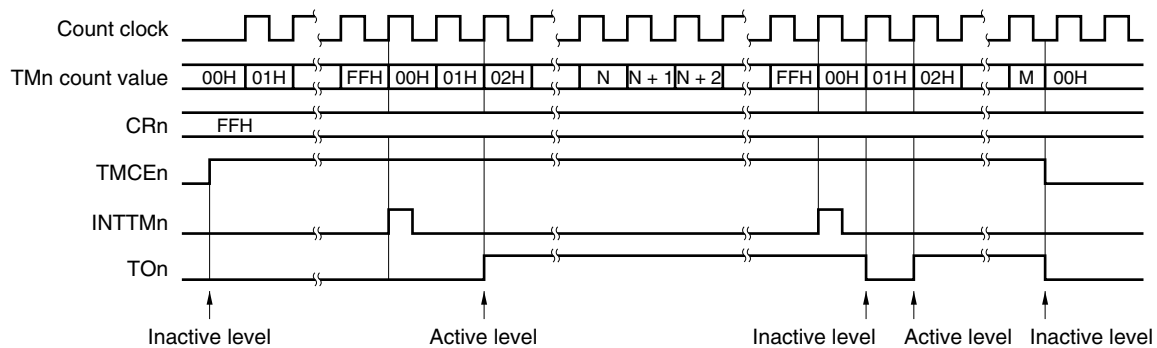 Count clock
TMn count value 00H 01H FFH 00H 01H 02H N N + 1 N + 2 FFH 00H 01H 02H M 00H
CRn FFH
TMCEn
INTTMn
TOn
Inactive level Active level Inactive level Active level Inactive level